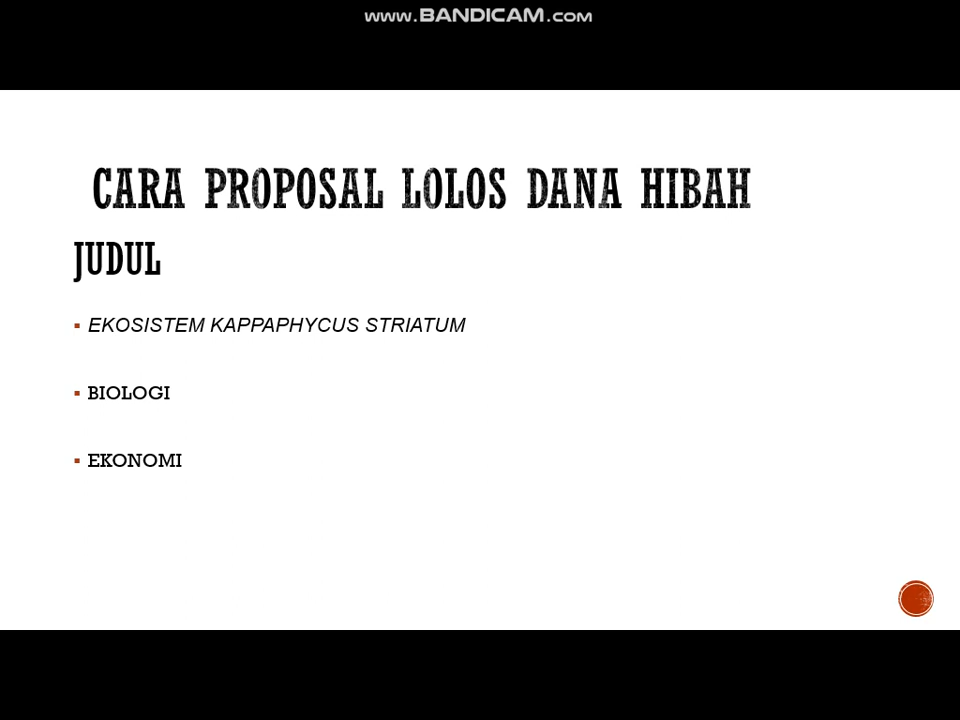 www.BANDICAM.com
CARA PROPOSAL LOLOS DANA HIBAH
JUDUL
▪ EKOSISTEM KAPPAPHYCUS STRIATUM
▪ BIOLOGI
▪ EKONOMI